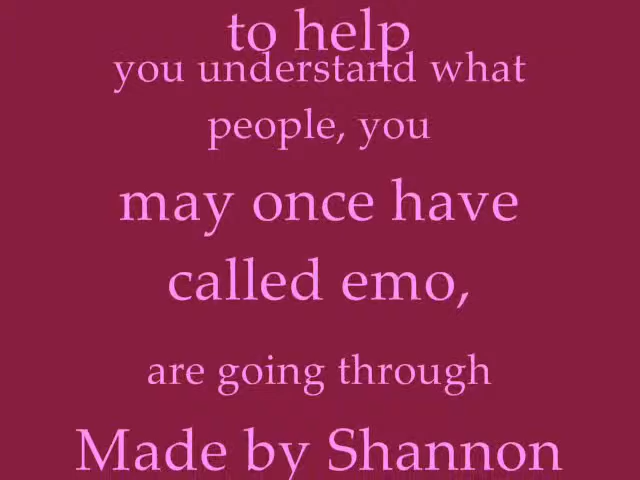 to help
you understand what
people, you
may once have
called emo,
are going through
Made by Shannon